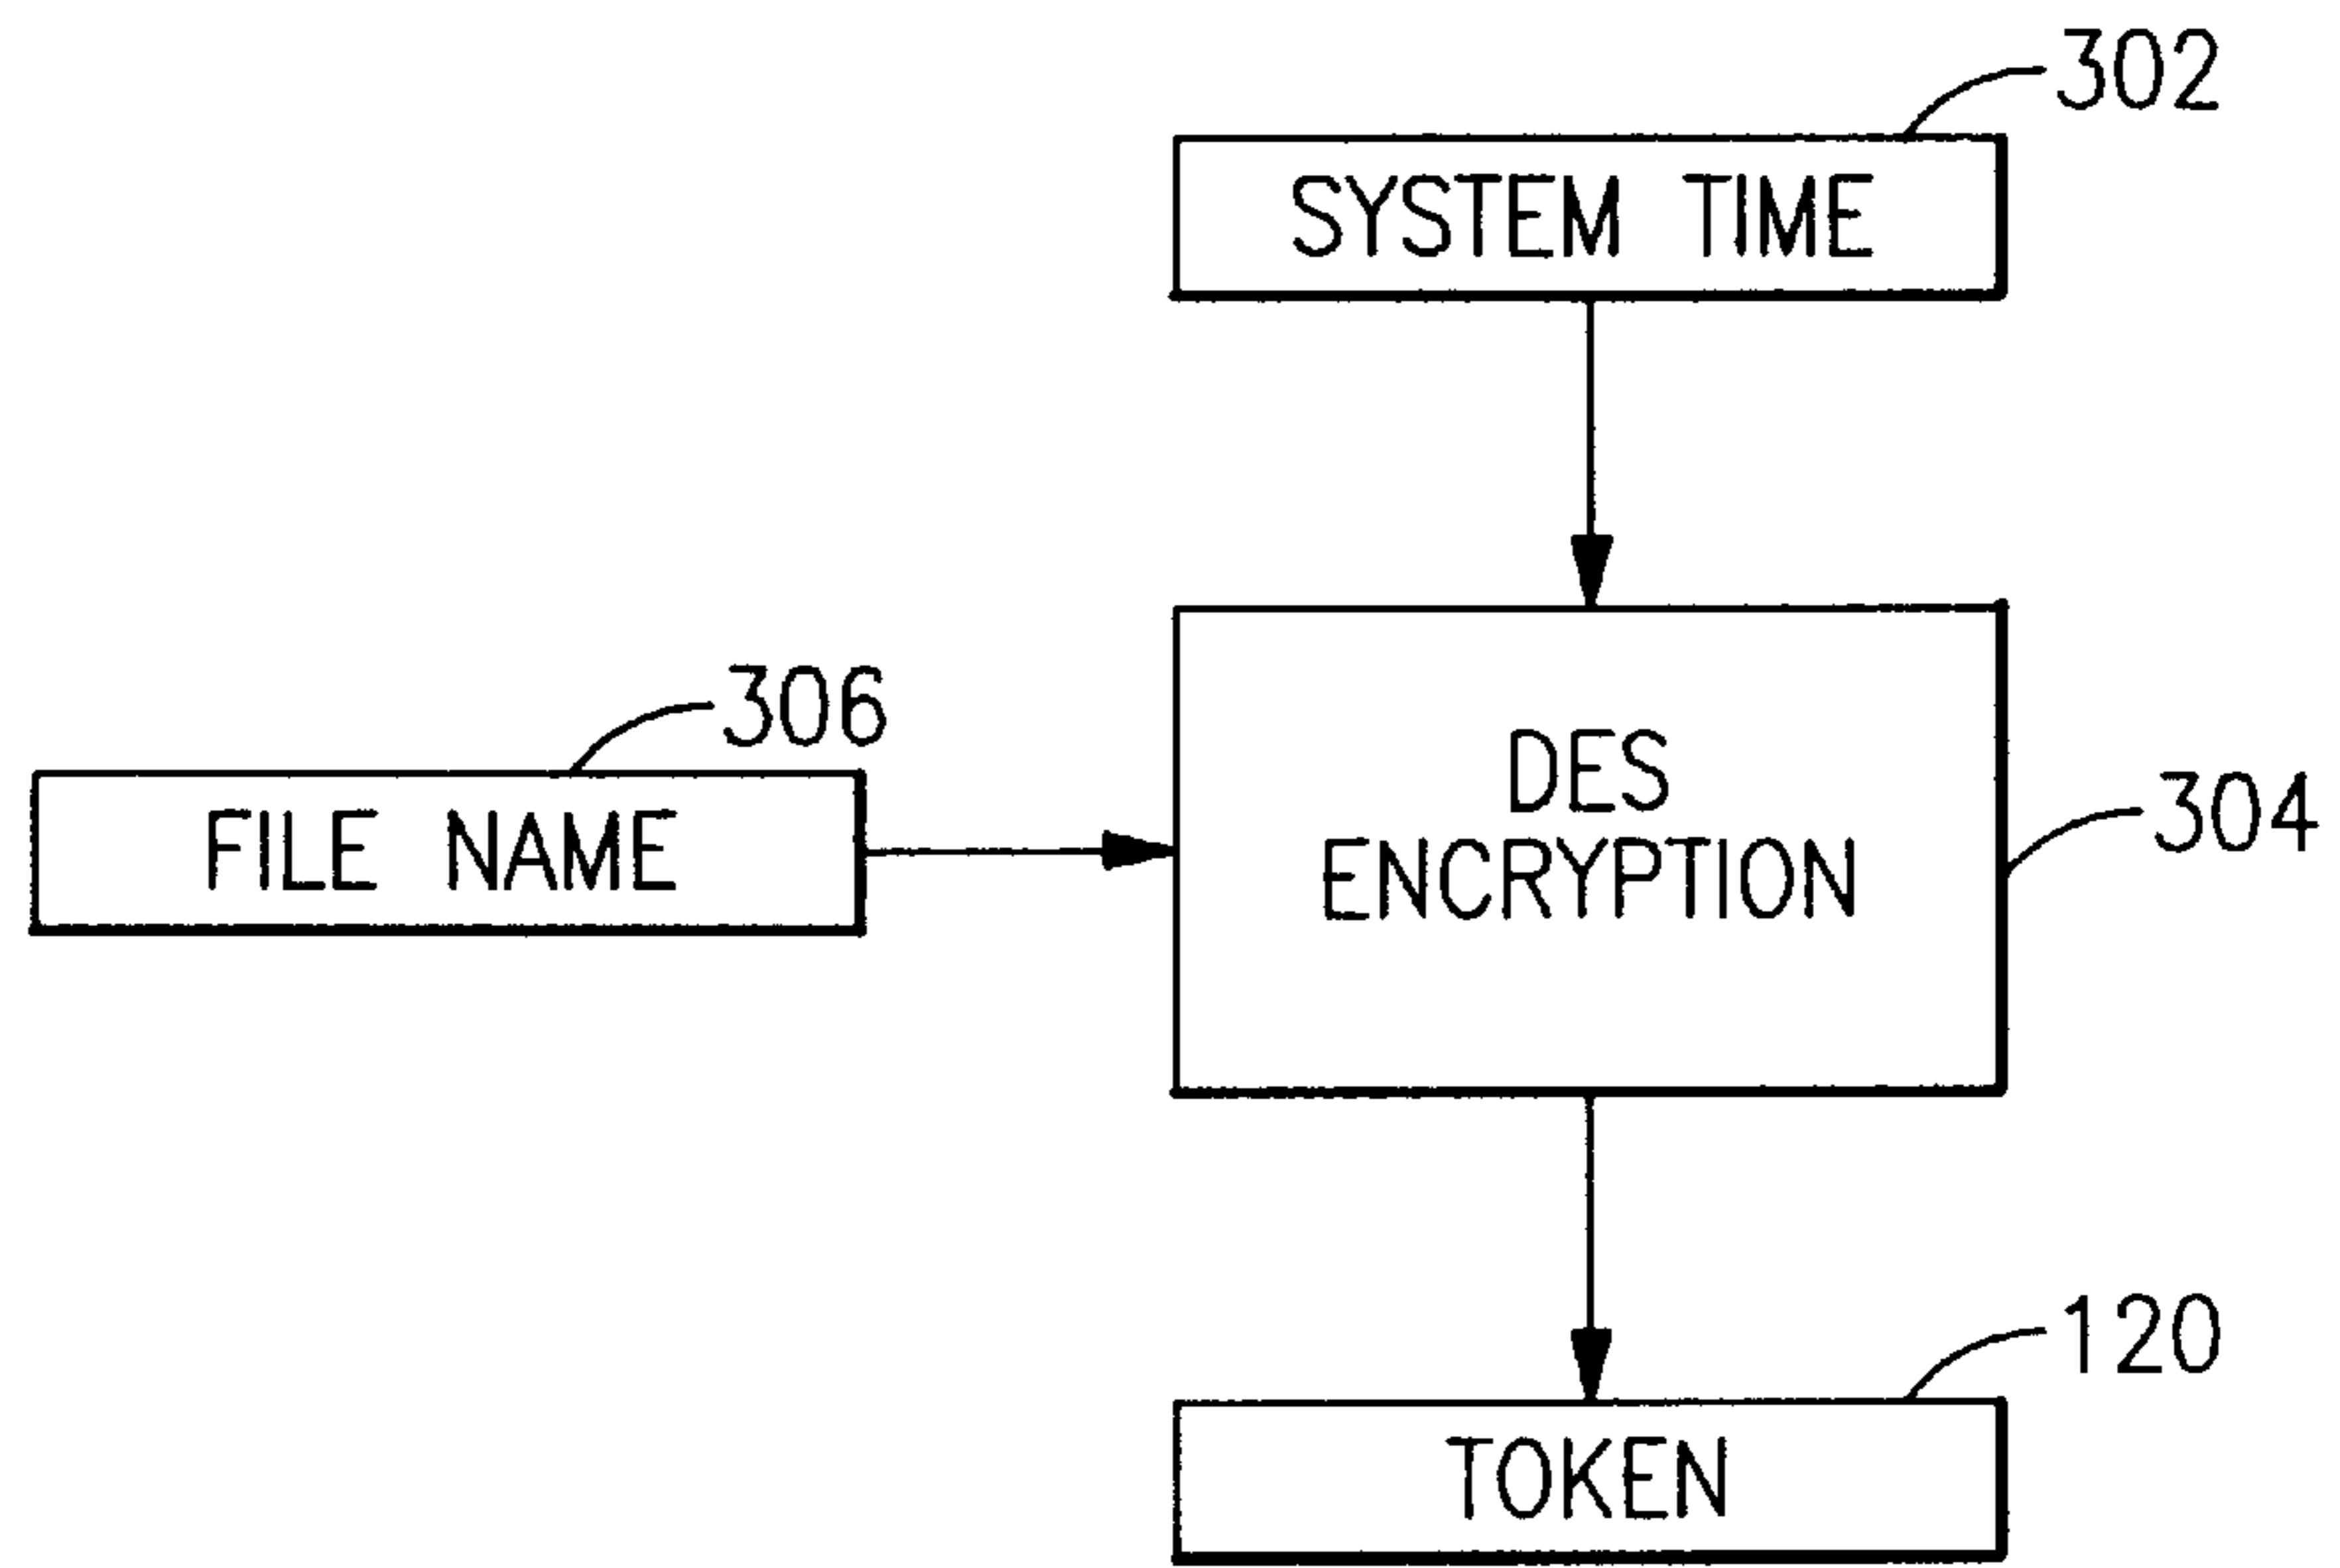 302
SYSTEM TIME
306
FILE NAME
DES
ENCRYPTION
304
120
TOKEN